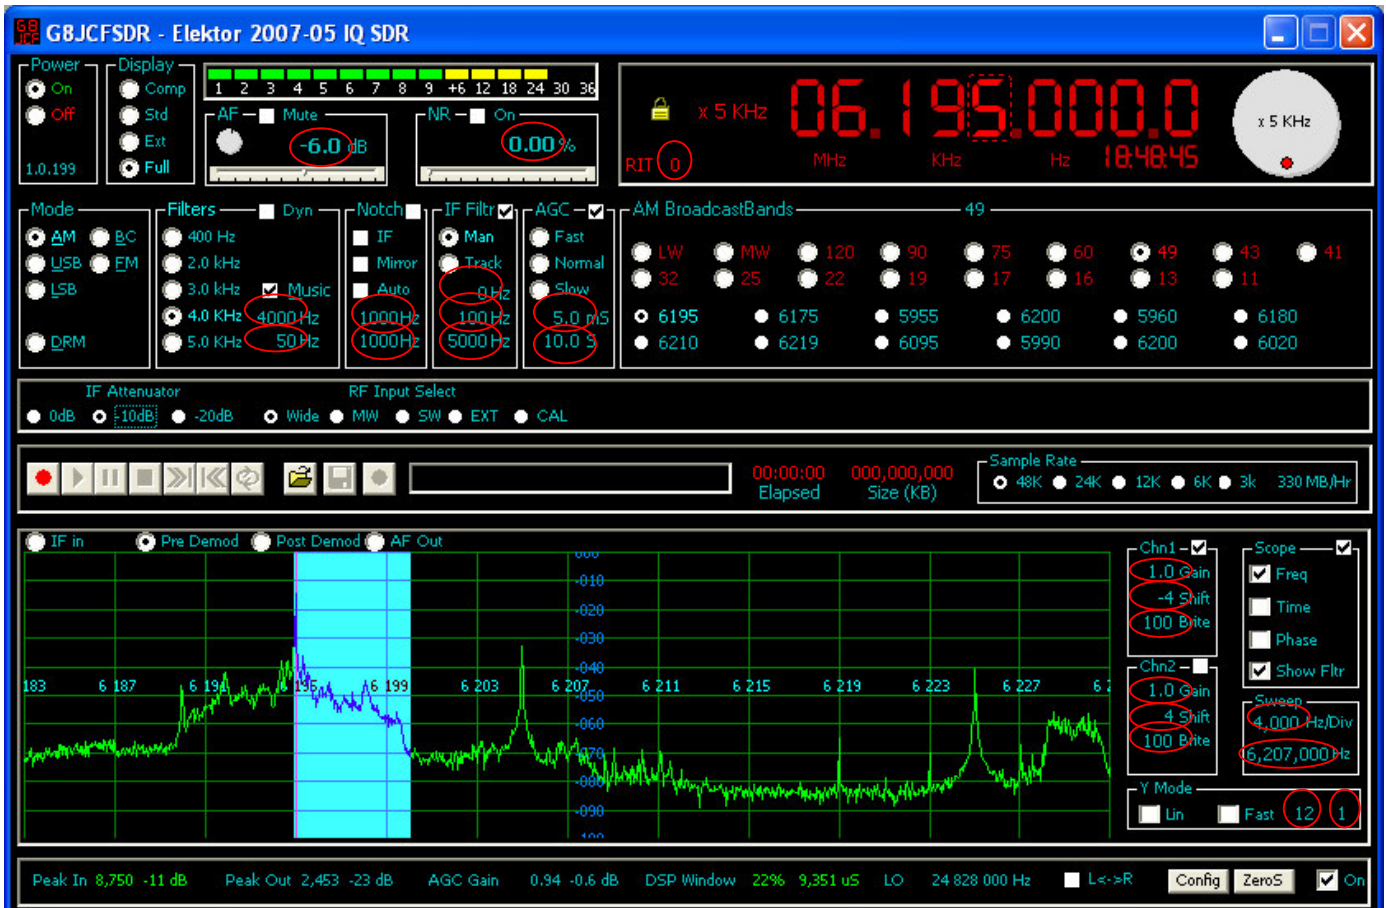 G8JCFSDR - Elektor 2007-05 IQ SDR
Power
On
Off
1.0.199
Display
Comp
Std
Ext
Full
1 2 3 4 5 6 7 8 9 +6 12 18 24 30 36
AF Mute
-6.0 dB
NR On
0.00 %
x 5 KHz
06.195.000.0
RIT 0
MHz KHz Hz 18:48:45
x 5 KHz
Mode
AM BC
USB FM
LSB
DRM
Filters Dyn
400 Hz
2.0 kHz
3.0 kHz Music
4.0 KHz 4000 Hz
5.0 KHz 50 Hz
Notch
IF
Mirror
Auto
1000 Hz
1000 Hz
IF Filtr
Man
Track
0 Hz
100 Hz
5000 Hz
AGC
Fast
Normal
Slow
5.0 mS
10.0 S
AM BroadcastBands 49
LW MW 120 90 75 60 49 43 41
32 25 22 19 17 16 13 11
6195 6175 5955 6200 5960 6180
6210 6219 6095 5990 6200 6020
IF Attenuator RF Input Select
0dB -10dB -20dB Wide MW SW EXT CAL
00:00:00 000,000,000
Elapsed Size (KB)
Sample Rate
48K 24K 12K 6K 3k 330 MB/Hr
IF in Pre Demod Post Demod AF Out
000
-010
-020
-030
-040
183 6 187 6 191 6 195 6 199 6 203 6 207 6 211 6 215 6 219 6 223 6 227 6
-050
-060
-070
-080
-090
-100
Chn1
1.0 Gain
-4 Shift
100 Brite
Chn2
1.0 Gain
4 Shift
100 Brite
Scope
Freq
Time
Phase
Show Fltr
Sweep
4,000 Hz/Div
6,207,000 Hz
Y Mode
Lin Fast 12 1
Peak In 8,750 -11 dB Peak Out 2,453 -23 dB AGC Gain 0.94 -0.6 dB DSP Window 22% 9,351 uS LO 24 828 000 Hz L<->R Config ZeroS On